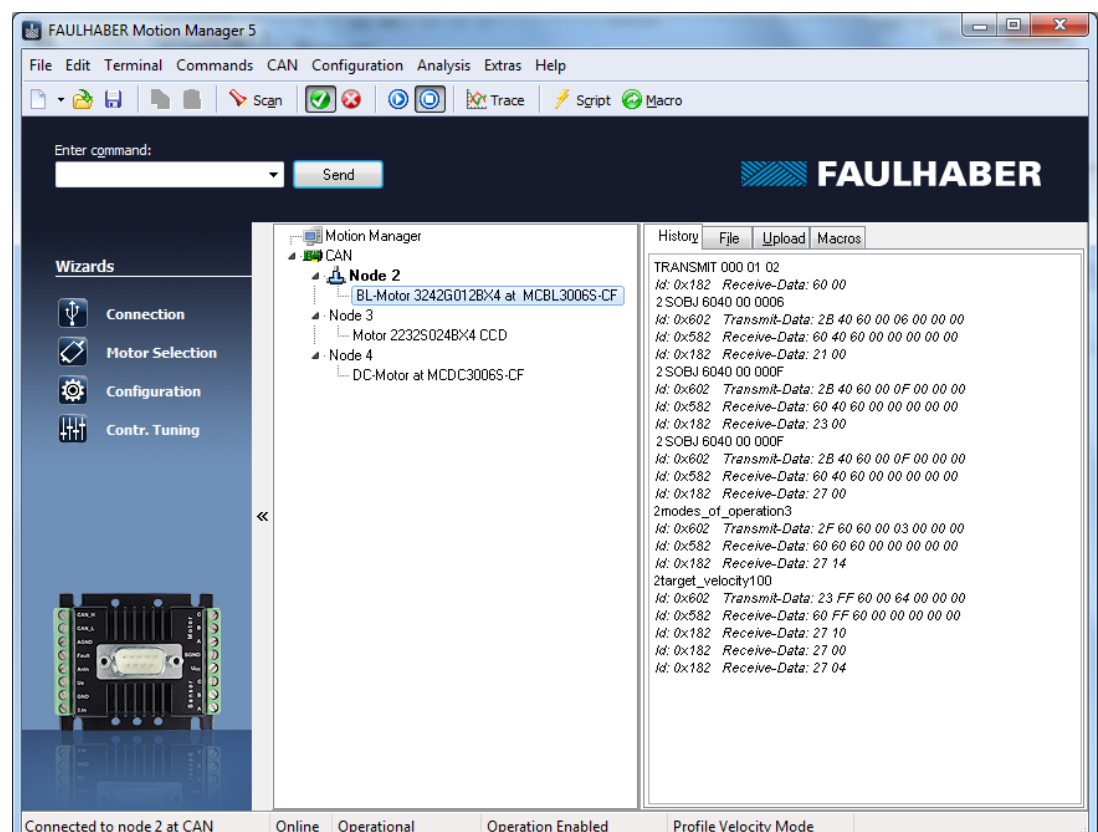 FAULHABER Motion Manager 5
File Edit Terminal Commands CAN Configuration Analysis Extras Help
Scan Trace Script Macro
Enter command:
Send
FAULHABER
Wizards
Connection
Motor Selection
Configuration
Contr. Tuning
«
CAN_H
CAN_L
AGND
Fault
AnIn
GND
3.In
Motor
C
B
A
SGND
Sensor
C
B
A
Motion Manager
CAN
Node 2
BL-Motor 3242G012BX4 at MCBL3006S-CF
Node 3
Motor 2232S024BX4 CCD
Node 4
DC-Motor at MCDC3006S-CF
History File Upload Macros
TRANSMIT 000 01 02
Id: 0x182 Receive-Data: 60 00
2 SOBJ 6040 00 0006
Id: 0x602 Transmit-Data: 2B 40 60 00 06 00 00 00
Id: 0x582 Receive-Data: 60 40 60 00 00 00 00 00
Id: 0x182 Receive-Data: 21 00
2 SOBJ 6040 00 000F
Id: 0x602 Transmit-Data: 2B 40 60 00 0F 00 00 00
Id: 0x582 Receive-Data: 60 40 60 00 00 00 00 00
Id: 0x182 Receive-Data: 23 00
2 SOBJ 6040 00 000F
Id: 0x602 Transmit-Data: 2B 40 60 00 0F 00 00 00
Id: 0x582 Receive-Data: 60 40 60 00 00 00 00 00
Id: 0x182 Receive-Data: 27 00
2modes_of_operation3
Id: 0x602 Transmit-Data: 2F 60 60 00 03 00 00 00
Id: 0x582 Receive-Data: 60 60 60 00 00 00 00 00
Id: 0x182 Receive-Data: 27 14
2target_velocity100
Id: 0x602 Transmit-Data: 23 FF 60 00 64 00 00 00
Id: 0x582 Receive-Data: 60 FF 60 00 00 00 00 00
Id: 0x182 Receive-Data: 27 10
Id: 0x182 Receive-Data: 27 00
Id: 0x182 Receive-Data: 27 04
Connected to node 2 at CAN Online Operational Operation Enabled Profile Velocity Mode